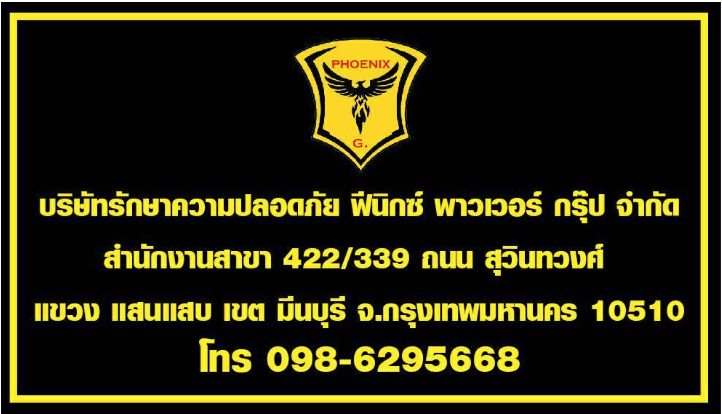 PHOENIX
G.
บริษัทรักษาความปลอดภัย ฟีนิกซ์ พาวเวอร์ กรุ๊ป จำกัด
สำนักงานสาขา 422/339 ถนน สุวินทวงศ์
แขวง แสนแสบ เขต มีนบุรี จ.กรุงเทพมหานคร 10510
โทร 098-6295668